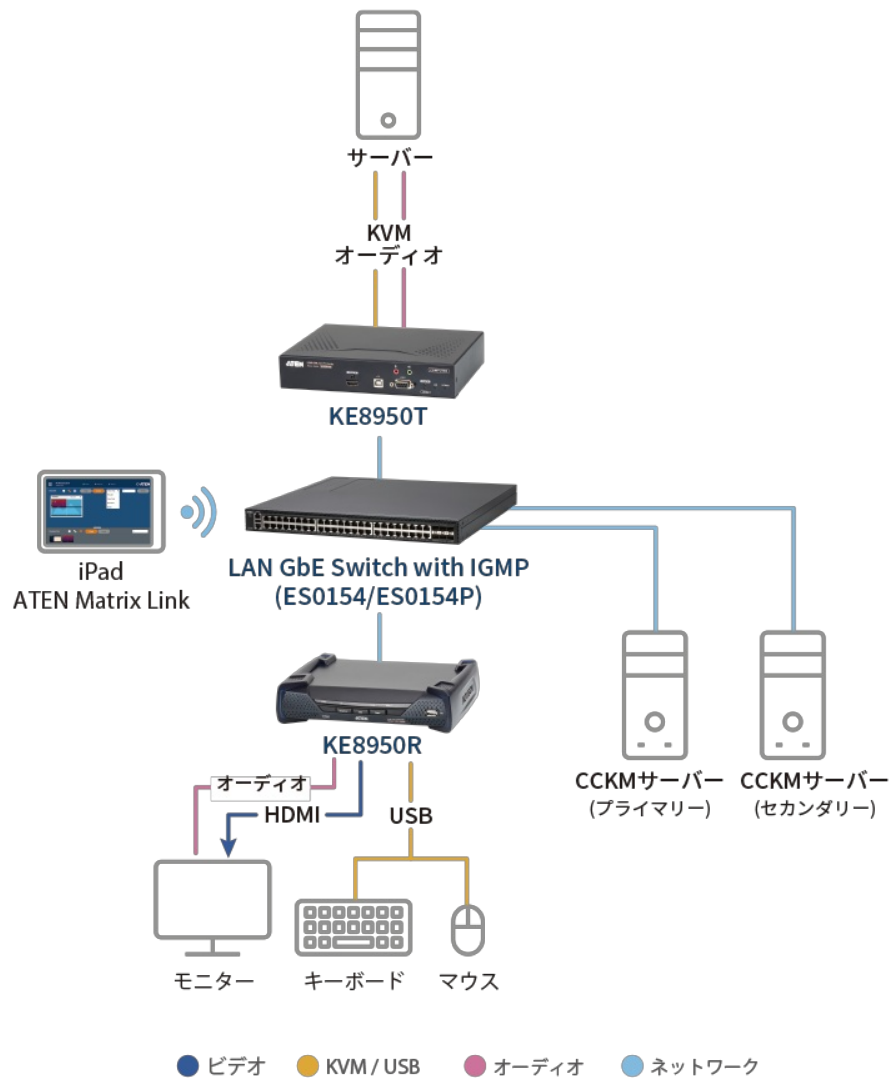 サーバー
KVM
オーディオ
ATEN
KE8950T
iPad
ATEN Matrix Link
LAN GbE Switch with IGMP
(ES0154/ES0154P)
KE8950R
オーディオ
HDMI
USB
CCKMサーバー
(プライマリー)
CCKMサーバー
(セカンダリー)
モニター
キーボード
マウス
ビデオ
KVM / USB
オーディオ
ネットワーク